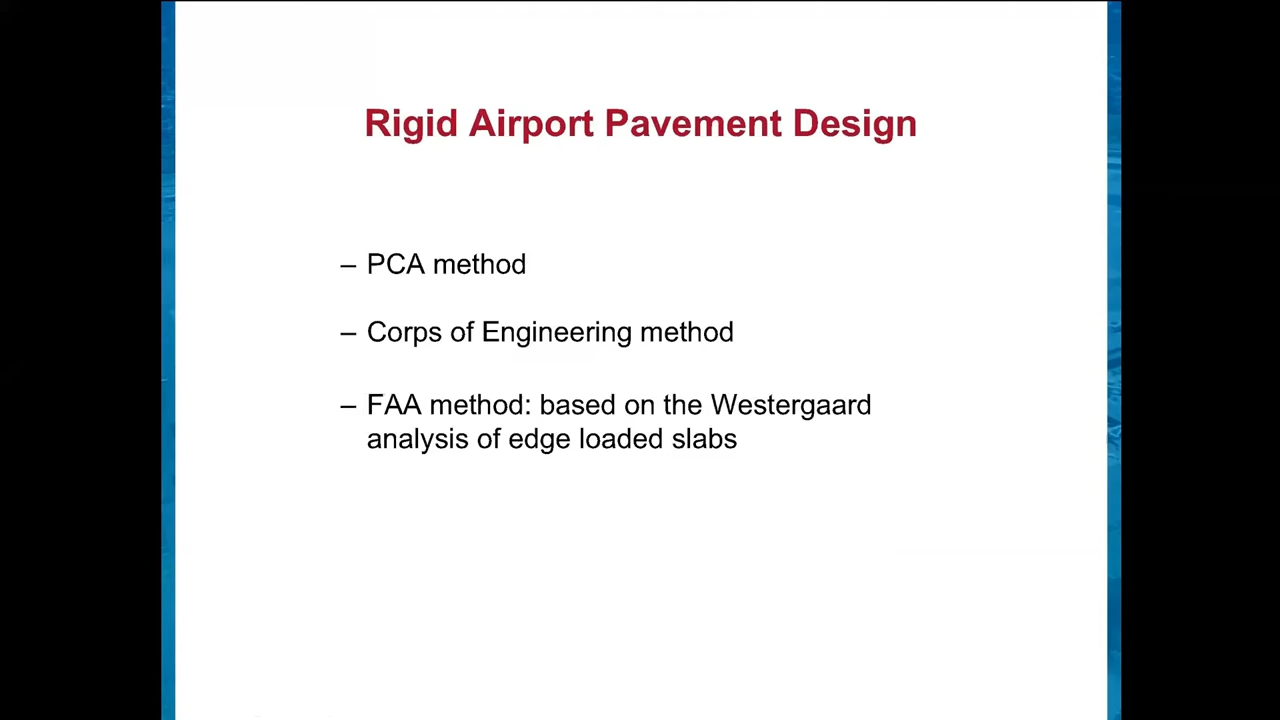 Rigid Airport Pavement Design
– PCA method
– Corps of Engineering method
– FAA method: based on the Westergaard
analysis of edge loaded slabs